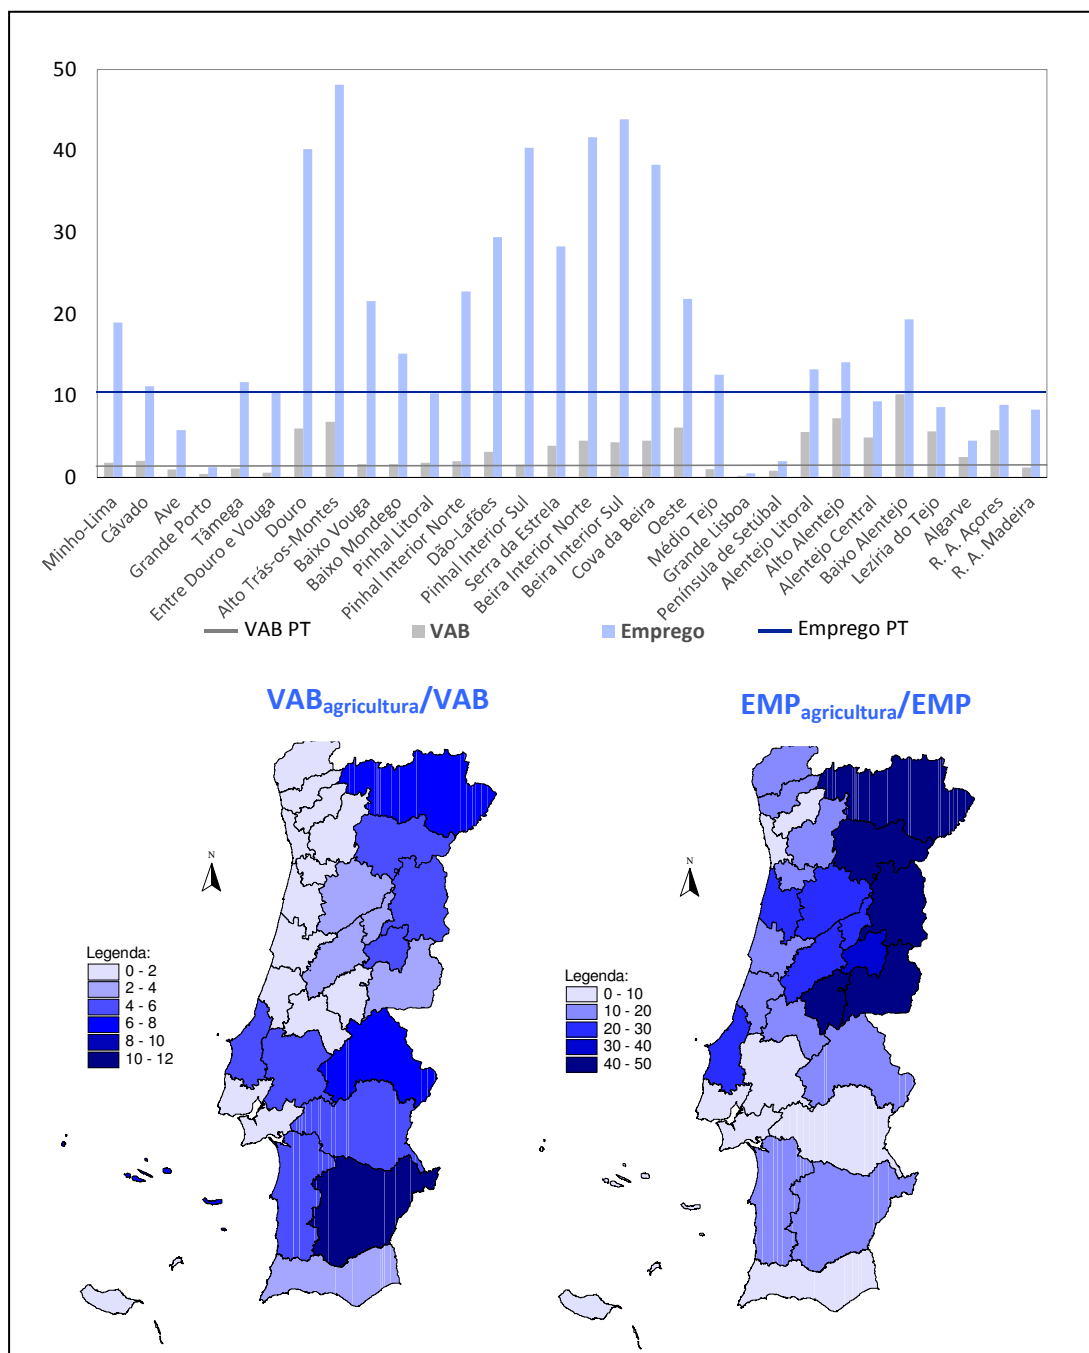 50
40
30
20
10
0
Minho-Lima
Cávado
Ave
Grande Porto
Tâmega
Entre Douro e Vouga
Douro
Alto Trás-os-Montes
Baixo Vouga
Baixo Mondego
Pinhal Litoral
Pinhal Interior Norte
Dão-Lafões
Pinhal Interior Sul
Serra da Estrela
Beira Interior Norte
Beira Interior Sul
Cova da Beira
Oeste
Médio Tejo
Grande Lisboa
Península de Setúbal
Alentejo Litoral
Alto Alentejo
Alentejo Central
Baixo Alentejo
Lezíria do Tejo
Algarve
R. A. Açores
R. A. Madeira
VAB PT VAB Emprego Emprego PT
VABagricultura/VAB
EMPagricultura/EMP
N
Legenda:
0 - 2
2 - 4
4 - 6
6 - 8
8 - 10
10 - 12
N
Legenda:
0 - 10
10 - 20
20 - 30
30 - 40
40 - 50